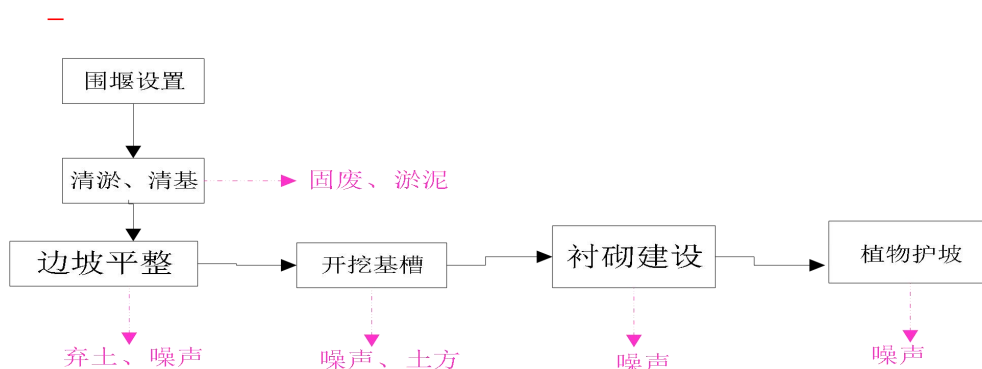 围堰设置
清淤、清基
固废、淤泥
边坡平整
开挖基槽
衬砌建设
植物护坡
弃土、噪声
噪声、土方
噪声
噪声